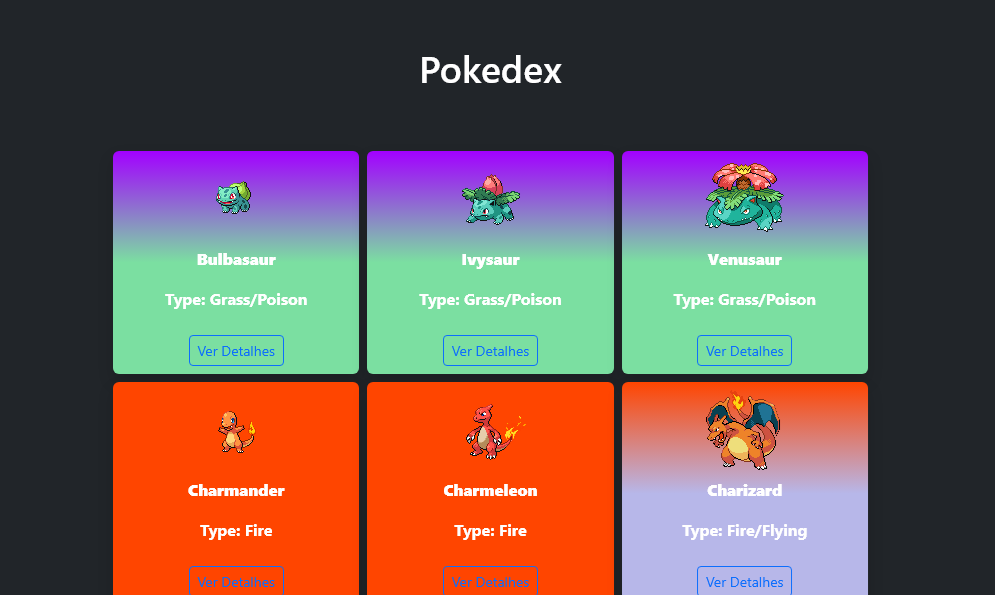 Pokedex
Bulbasaur
Type: Grass/Poison
Ver Detalhes
Ivysaur
Type: Grass/Poison
Ver Detalhes
Venusaur
Type: Grass/Poison
Ver Detalhes
Charmander
Type: Fire
Ver Detalhes
Charmeleon
Type: Fire
Ver Detalhes
Charizard
Type: Fire/Flying
Ver Detalhes